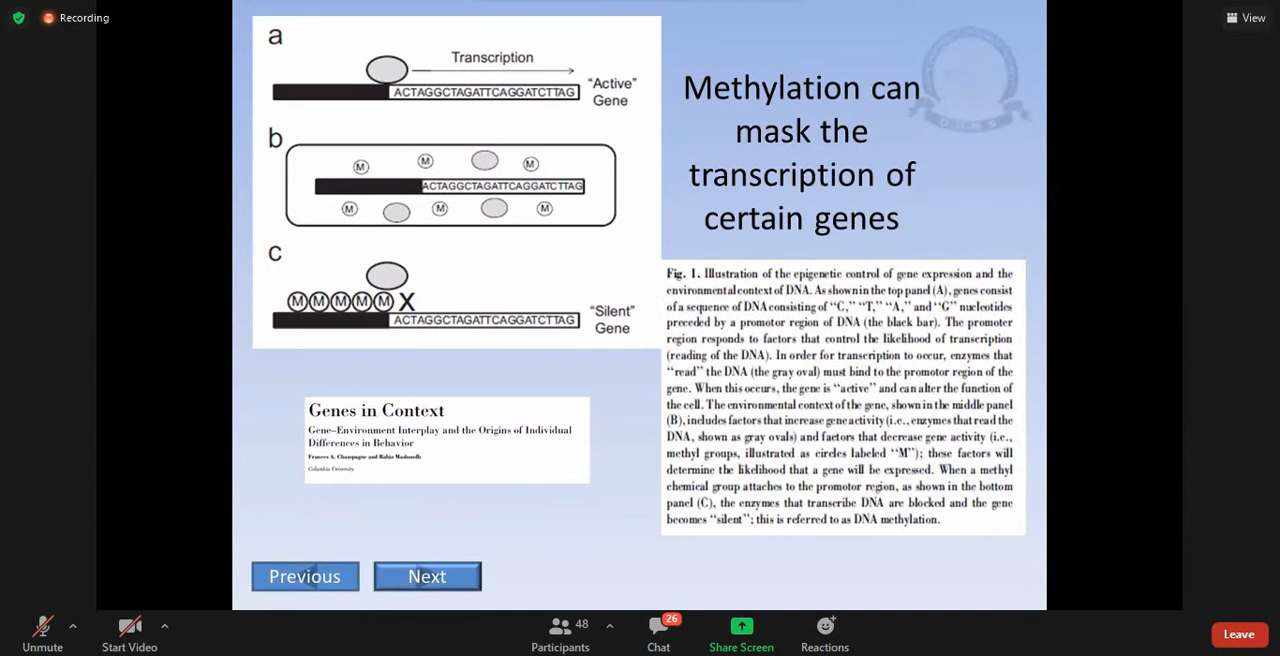 Recording
View
a
Transcription
ACTAGGCTAGATTCAGGATCTTAG
“Active”
Gene
b
M
M
M
ACTAGGCTAGATTCAGGATCTTAG
M
M
M
c
MMMMM X
ACTAGGCTAGATTCAGGATCTTAG
“Silent”
Gene
Methylation can
mask the
transcription of
certain genes
Fig. 1. Illustration of the epigenetic control of gene expression and the
environmental context of DNA. As shown in the top panel (A), genes consist
of a sequence of DNA consisting of “C,” “T,” “A,” and “G” nucleotides
preceded by a promotor region of DNA (the black bar). The promoter
region responds to factors that control the likelihood of transcription
(reading of the DNA). In order for transcription to occur, enzymes that
“read” the DNA (the gray oval) must bind to the promotor region of the
gene. When this occurs, the gene is “active” and can alter the function of
the cell. The environmental context of the gene, shown in the middle panel
(B), includes factors that increase gene activity (i.e., enzymes that read the
DNA, shown as gray ovals) and factors that decrease gene activity (i.e.,
methyl groups, illustrated as circles labeled “M”); these factors will
determine the likelihood that a gene will be expressed. When a methyl
chemical group attaches to the promotor region, as shown in the bottom
panel (C), the enzymes that transcribe DNA are blocked and the gene
becomes “silent”; this is referred to as DNA methylation.
Genes in Context
Gene–Environment Interplay and the Origins of Individual
Differences in Behavior
Frances A. Champagne and Rahia Mashoodh
Columbia University
Previous
Next
Unmute
Start Video
48
Participants
26
Chat
Share Screen
Reactions
Leave